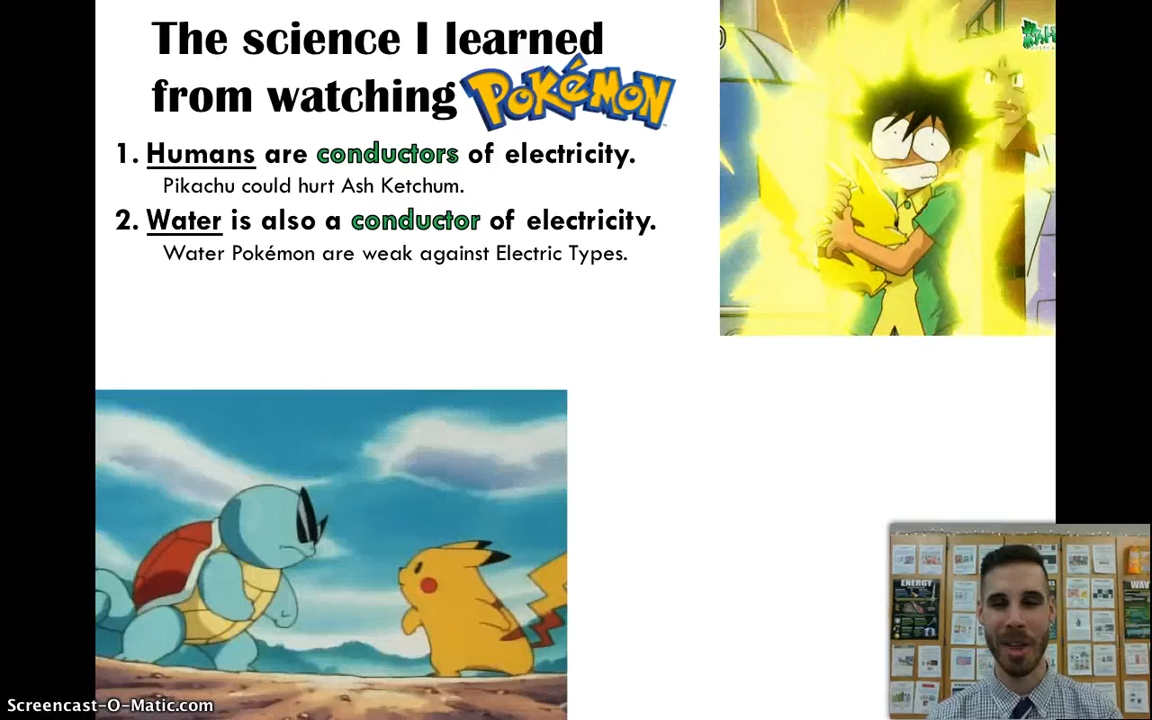 The science I learned
from watching POKÉMON
1. Humans are conductors of electricity.
Pikachu could hurt Ash Ketchum.
2. Water is also a conductor of electricity.
Water Pokémon are weak against Electric Types.
ENERGY
WAV
Screencast-O-Matic.com